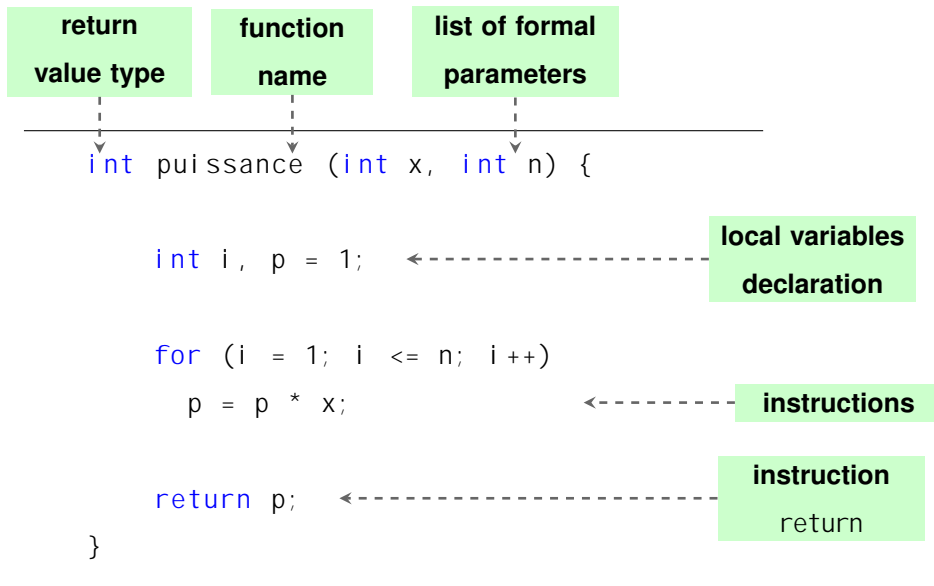 return
value type
function
name
list of formal
parameters
int puissance (int x, int n) {
int i, p = 1;
local variables
declaration
for (i = 1; i <= n; i++)
p = p * x;
instructions
return p;
instruction
return
}